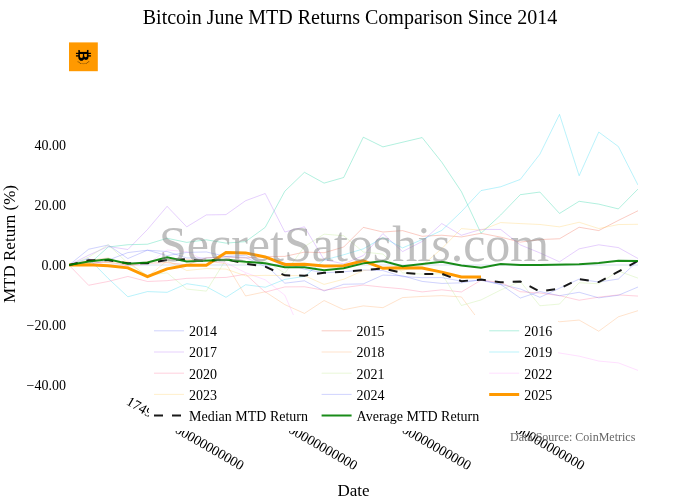 Bitcoin June MTD Returns Comparison Since 2014
MTD Return (%)
40.00
20.00
0.00
−20.00
−40.00
SecretSatoshis.com
2014
2015
2016
2017
2018
2019
2020
2021
2022
2023
2024
2025
Median MTD Return
Average MTD Return
Data Source: CoinMetrics
Date